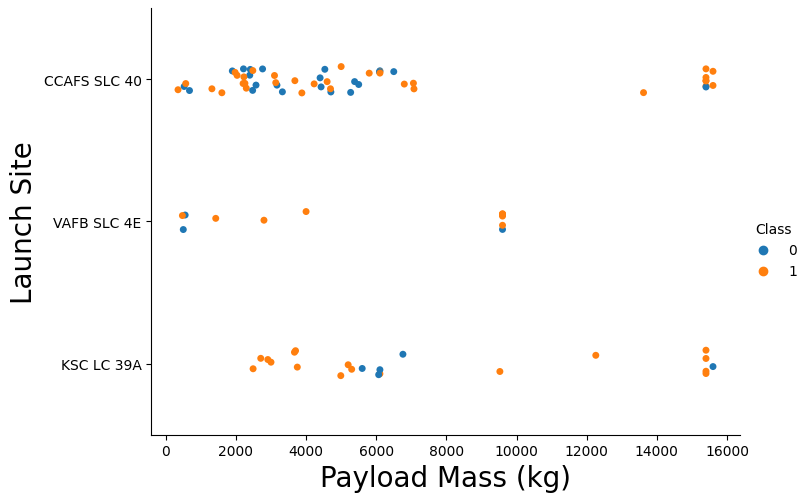 Launch Site
CCAFS SLC 40
VAFB SLC 4E
KSC LC 39A
0 2000 4000 6000 8000 10000 12000 14000 16000
Payload Mass (kg)
Class
0
1